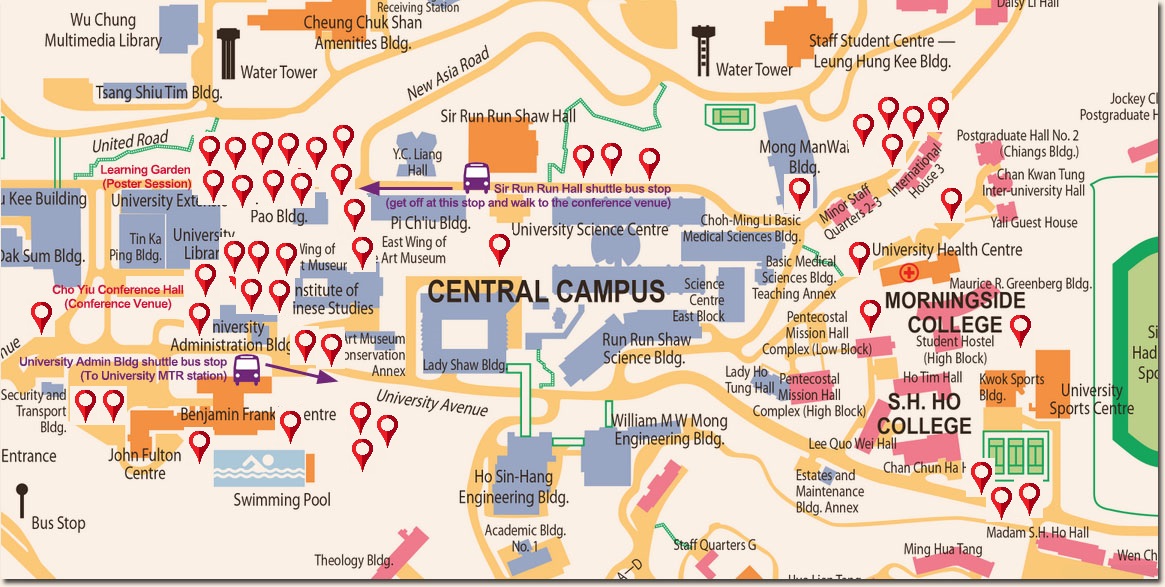 Wu Chung
Multimedia Library
Cheung Chuk Shan
Amenities Bldg.
Receiving Station
Daisy Li Hall
Staff Student Centre —
Leung Hung Kee Bldg.
Water Tower
Water Tower
New Asia Road
Tsang Shiu Tim Bldg.
Jockey
Postgraduate
Sir Run Run Shaw Hall
United Road
Y.C. Liang
Hall
Mong ManWai
Bldg.
Postgraduate Hall No. 2
(Chiangs Bldg.)
International
House 3
Learning Garden
(Poster Session)
Chan Kwan Tung
Inter-university Hall
Sir Run Run Hall shuttle bus stop
(get off at this stop and walk to the conference venue)
Minor Staff
Quarters 2-3
u Kee Building
University Exte
Pao Bldg.
Pi Ch'iu Bldg.
University Science Centre
Choh-Ming Li Basic
Medical Sciences Bldg.
Yali Guest House
Tin Ka
Ping Bldg.
University
Librar
Wing of
t Museum
East Wing of
Art Museum
University Health Centre
Oak Sum Bldg.
Basic Medical
Sciences Bldg.
Teaching Annex
Maurice R. Greenberg Bldg.
Cho Yiu Conference Hall
(Conference Venue)
nstitute of
inese Studies
CENTRAL CAMPUS
Science
Centre
East Block
MORNINGSIDE
COLLEGE
Student Hostel
(High Block)
Pentecostal
Mission Hall
Complex (Low Block)
niversity
Administration Bldg
rt Museum
onservation
Annex
Run Run Shaw
Science Bldg.
nue
University Admin Bldg shuttle bus stop
(To University MTR station)
Lady Shaw Bldg.
Lady Ho
Tung Hall
Pentecostal
Mission Hall
Complex (High Block)
Ho Tim Hall
Kwok Sports
Bldg.
University
Sports Centre
Security and
Transport
Bldg.
University Avenue
S.H. HO
COLLEGE
Benjamin Frank
entre
William M W Mong
Engineering Bldg.
Lee Quo Wei Hall
Entrance
John Fulton
Centre
Chan Chun Ha H
Swimming Pool
Ho Sin-Hang
Engineering Bldg.
Estates and
Maintenance
Bldg. Annex
Bus Stop
Academic Bldg.
No. 1
Madam S.H. Ho Hall
Staff Quarters G
Ming Hua Tang
Wen Ch
Theology Bldg.
A—D